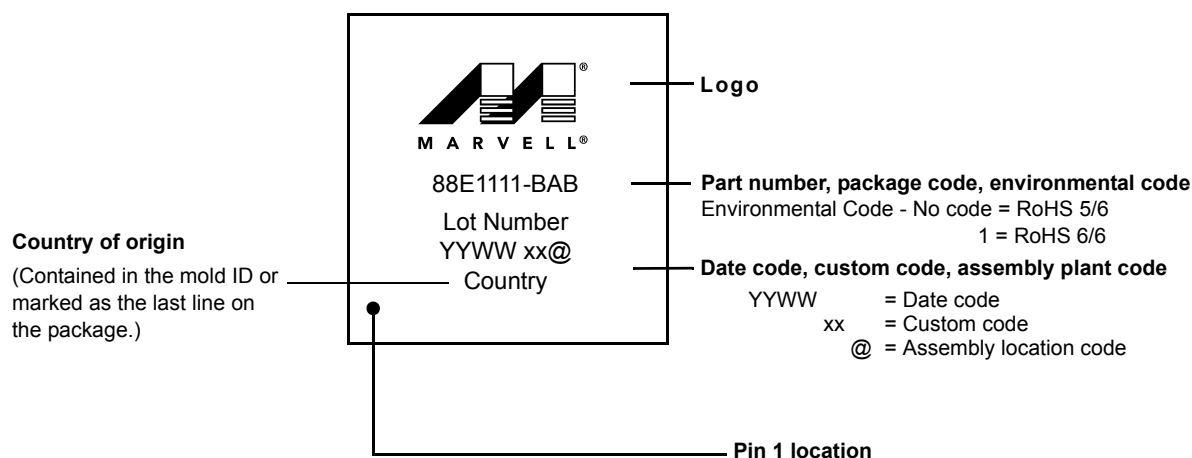 ®
MARVELL®
88E1111-BAB
Lot Number
YYWW xx@
Country
Logo
Part number, package code, environmental code
Environmental Code - No code = RoHS 5/6
1 = RoHS 6/6
Country of origin
(Contained in the mold ID or
marked as the last line on
the package.)
Date code, custom code, assembly plant code
YYWW = Date code
xx = Custom code
@ = Assembly location code
Pin 1 location